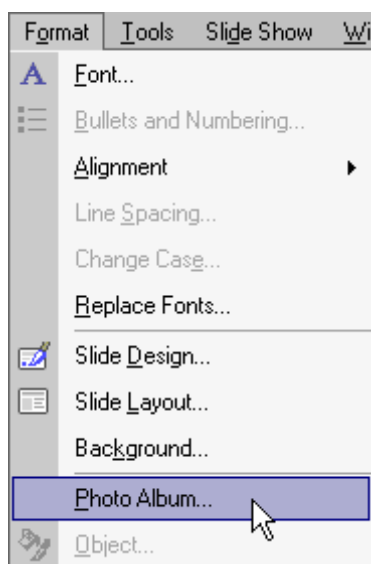 Format Tools Slide Show Wi
Font...
Bullets and Numbering...
Alignment
Line Spacing...
Change Case...
Replace Fonts...
Slide Design...
Slide Layout...
Background...
Photo Album...
Object...